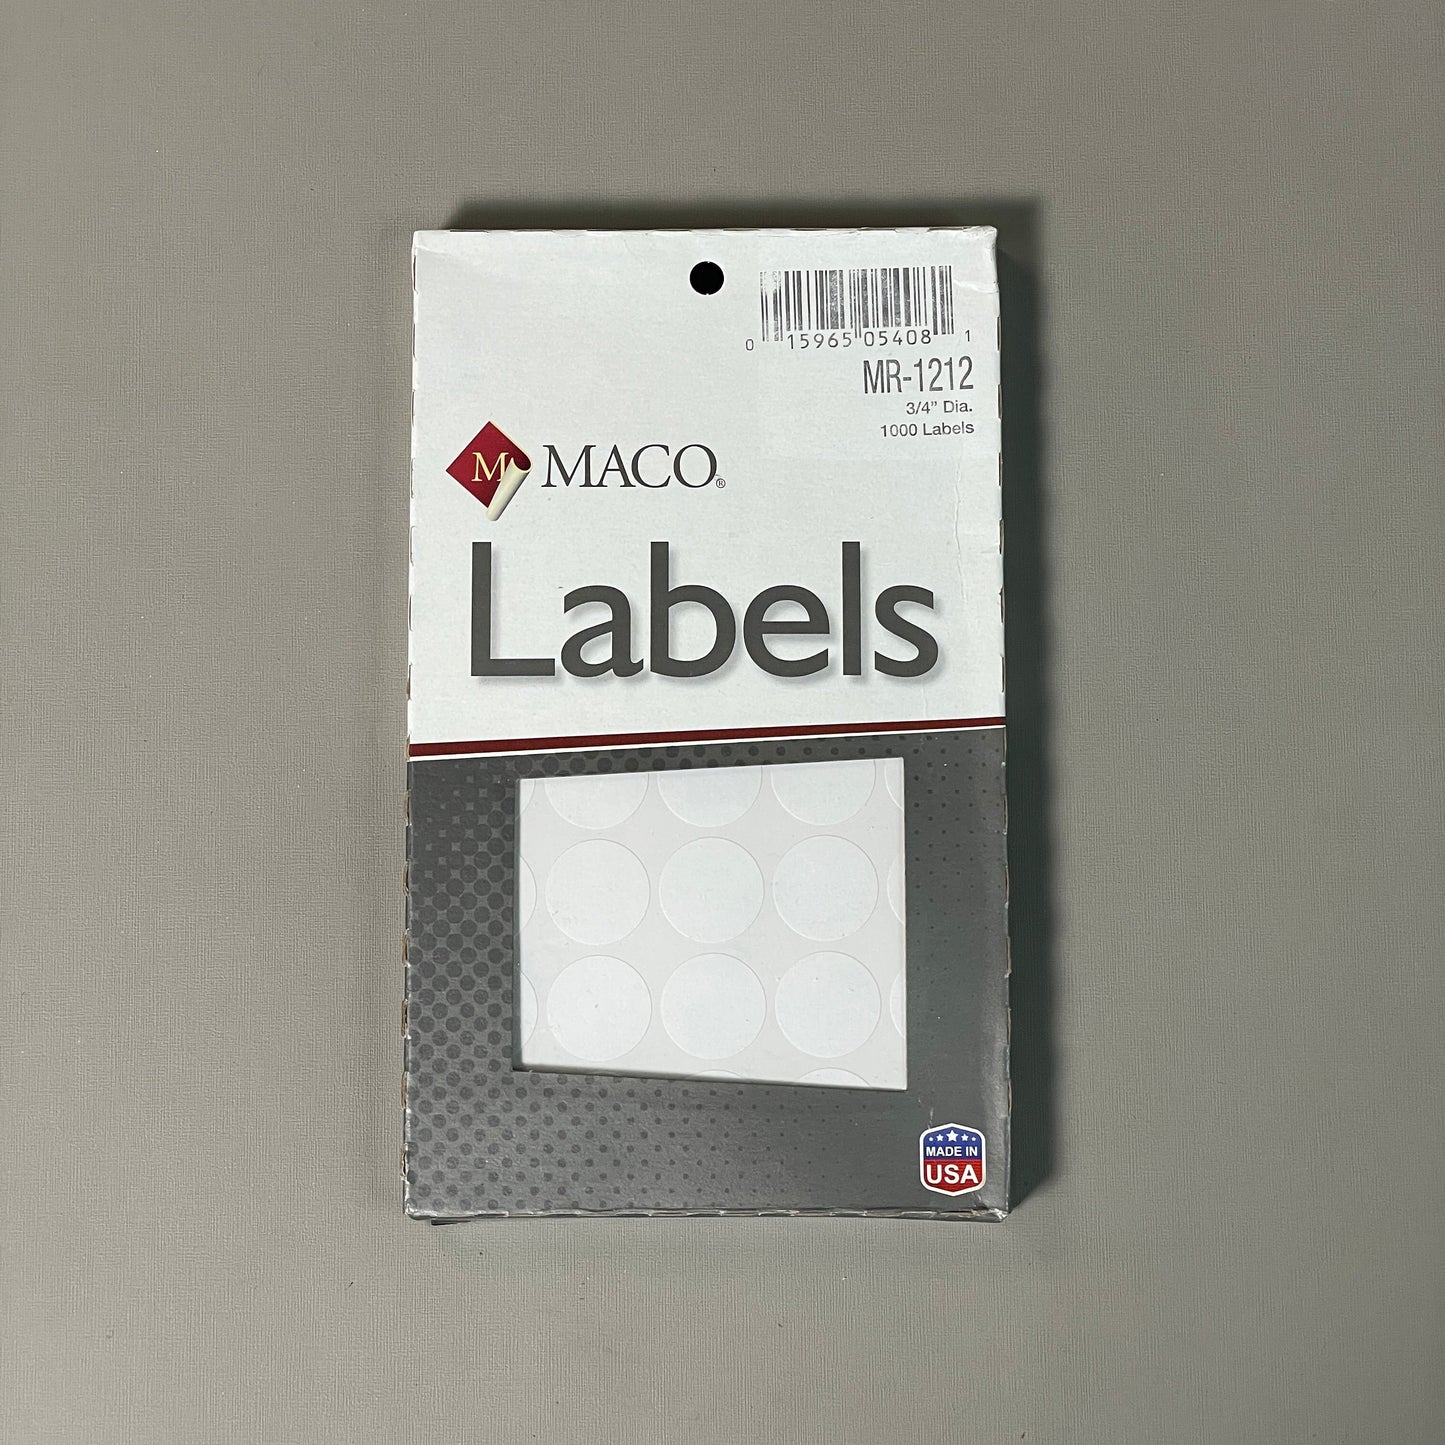 0 15965 05408 1
MR-1212
3/4” Dia.
1000 Labels
M MACO®
Labels
MADE IN
USA